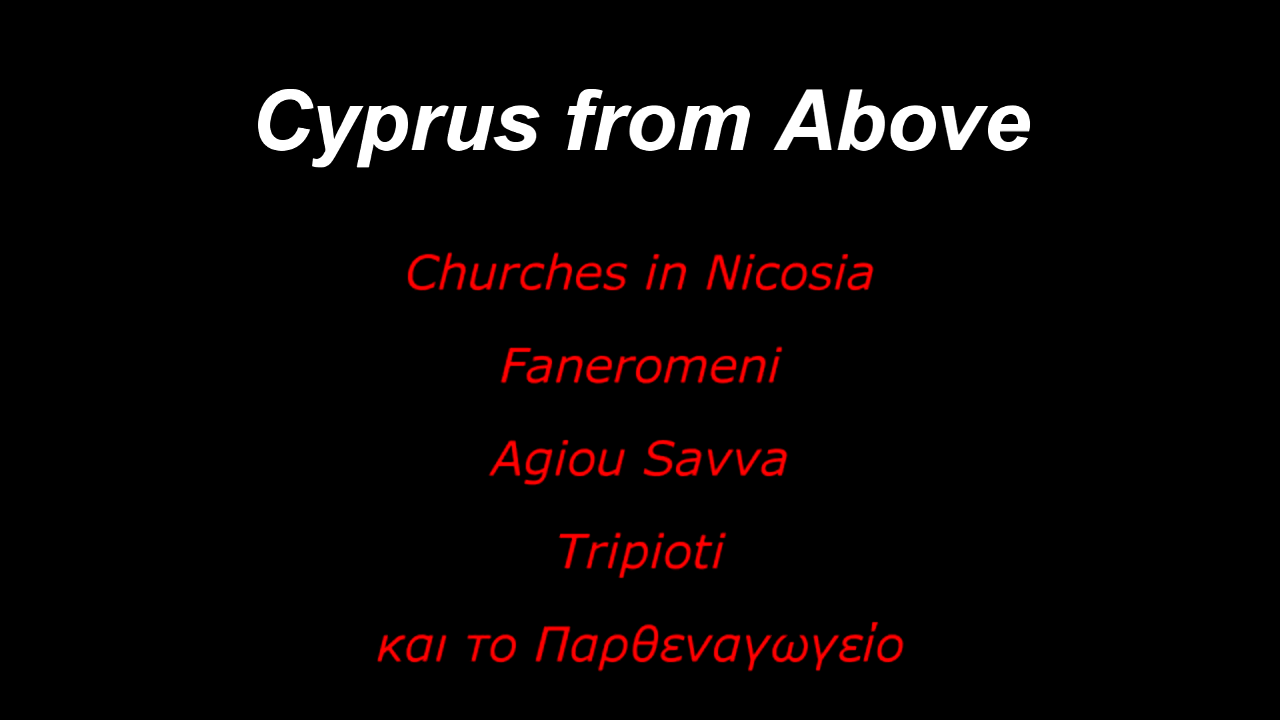 Cyprus from Above
Churches in Nicosia
Faneromeni
Agiou Savva
Tripioti
και το Παρθεναγωγείο